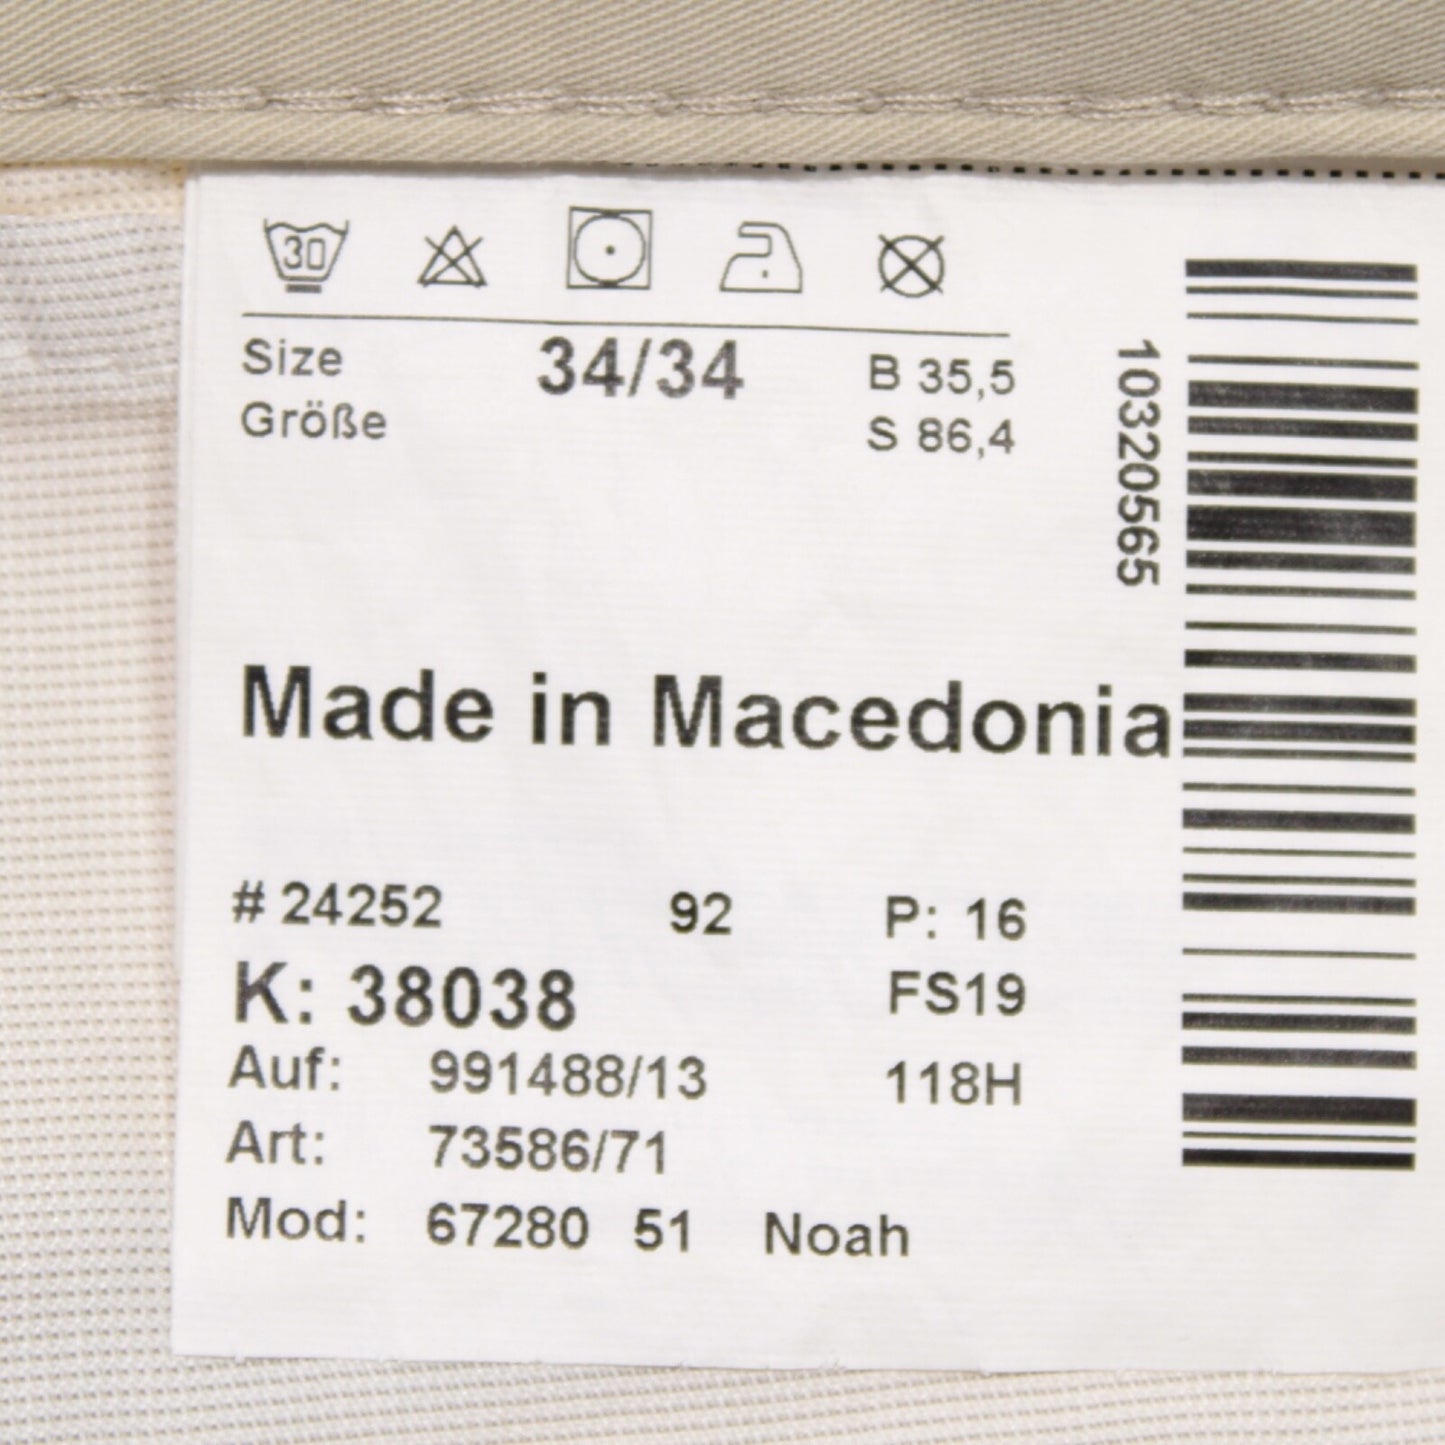 30
Size 34/34 B 35,5
Größe S 86,4
10320565
Made in Macedonia
# 24252 92 P: 16
K: 38038 FS19
Auf: 991488/13 118H
Art: 73586/71
Mod: 67280 51 Noah